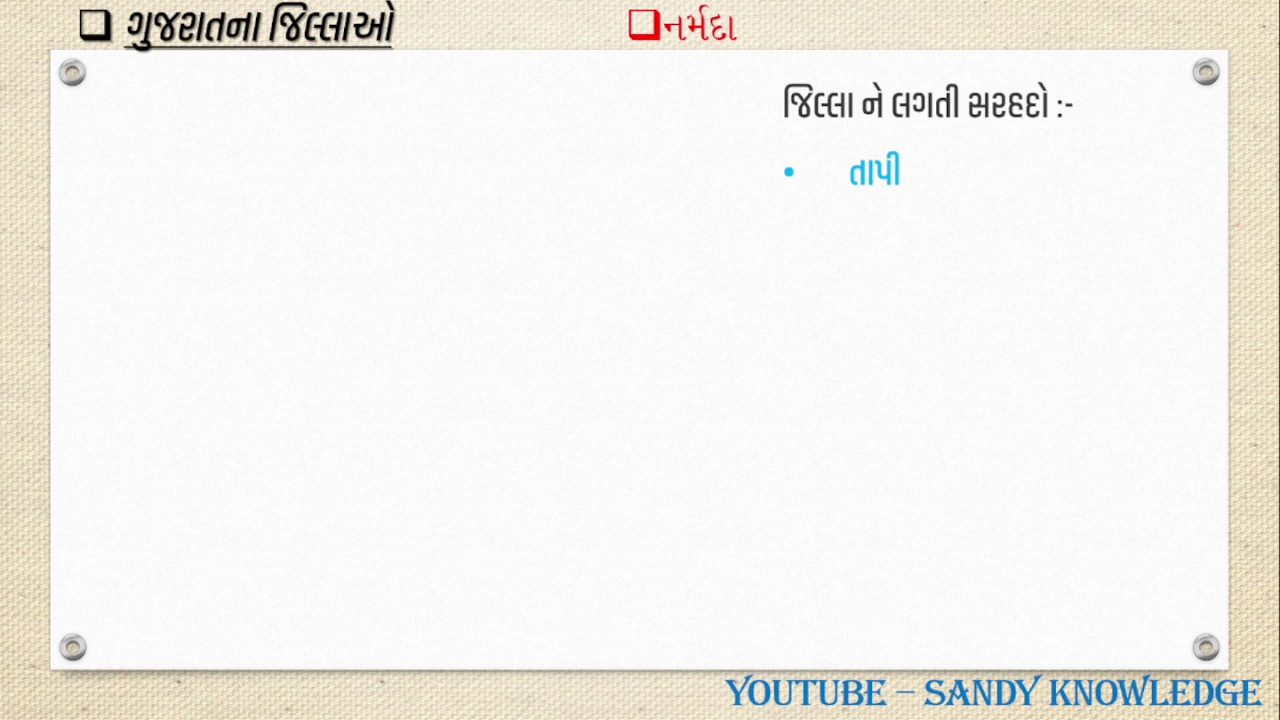 ❑ ગુજરાતના જિલ્લાઓ
❑નર્મદા
જિલ્લા ને લગતી સરહદો :-
• તાપી
YOUTUBE – SANDY KNOWLEDGE